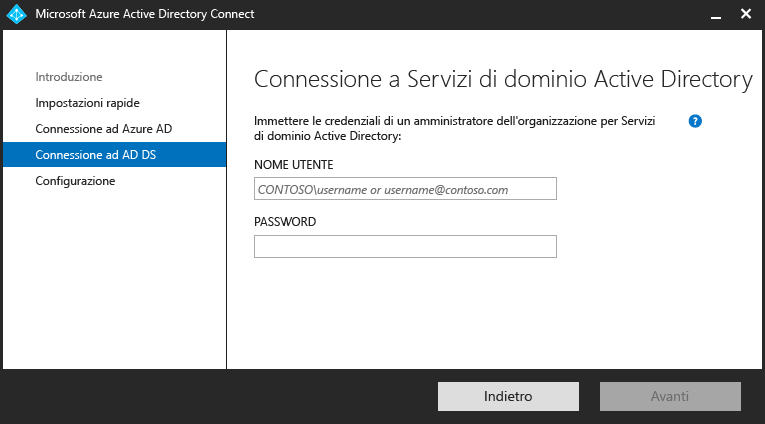 Microsoft Azure Active Directory Connect
Introduzione
Impostazioni rapide
Connessione ad Azure AD
Connessione ad AD DS
Configurazione
Connessione a Servizi di dominio Active Directory
Immettere le credenziali di un amministratore dell'organizzazione per Servizi
di dominio Active Directory:
?
NOME UTENTE
CONTOSO\username or username@contoso.com
PASSWORD
Indietro
Avanti